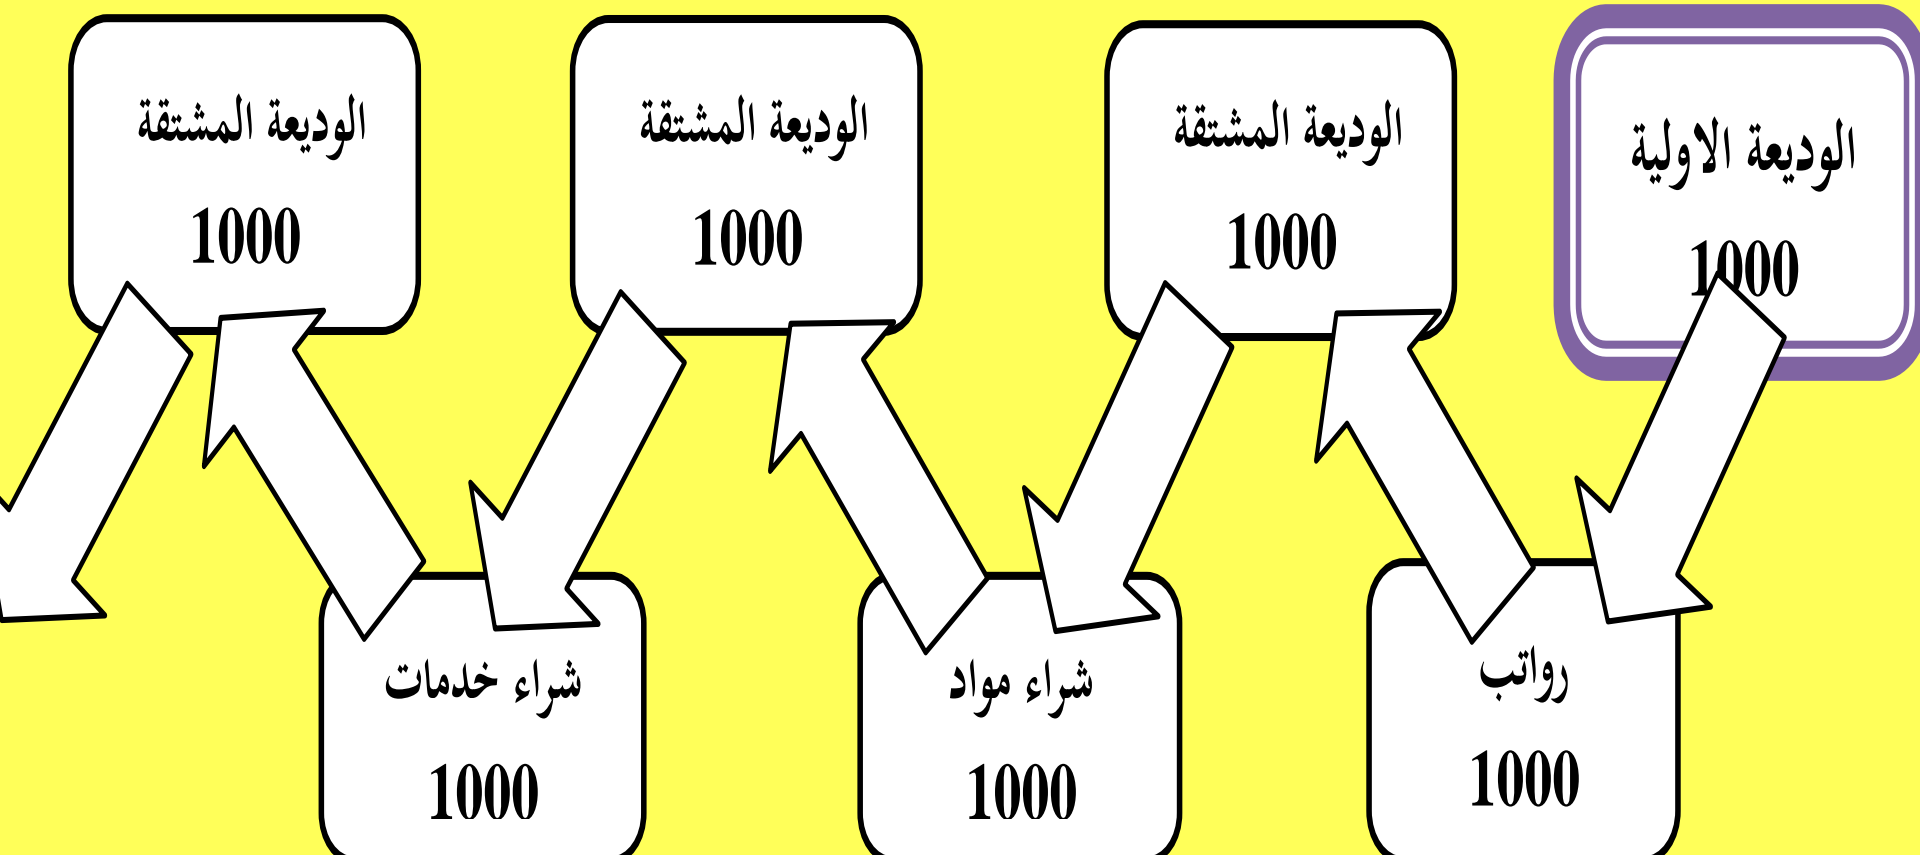 الوديعة الاولية
1000
الوديعة المشتقة
1000
الوديعة المشتقة
1000
الوديعة المشتقة
1000
رواتب
1000
شراء مواد
1000
شراء خدمات
1000